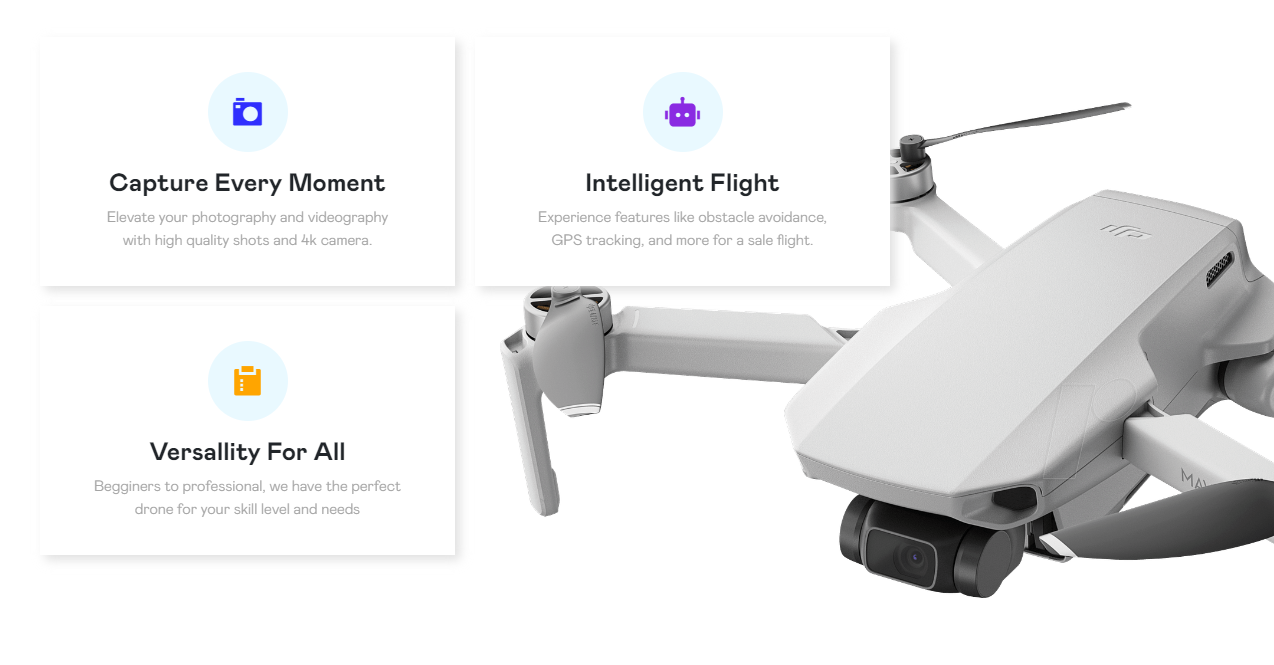 Capture Every Moment
Elevate your photography and videography
with high quality shots and 4k camera.
Intelligent Flight
Experience features like obstacle avoidance,
GPS tracking, and more for a sale flight.
Versallity For All
Begginers to professional, we have the perfect
drone for your skill level and needs
dji